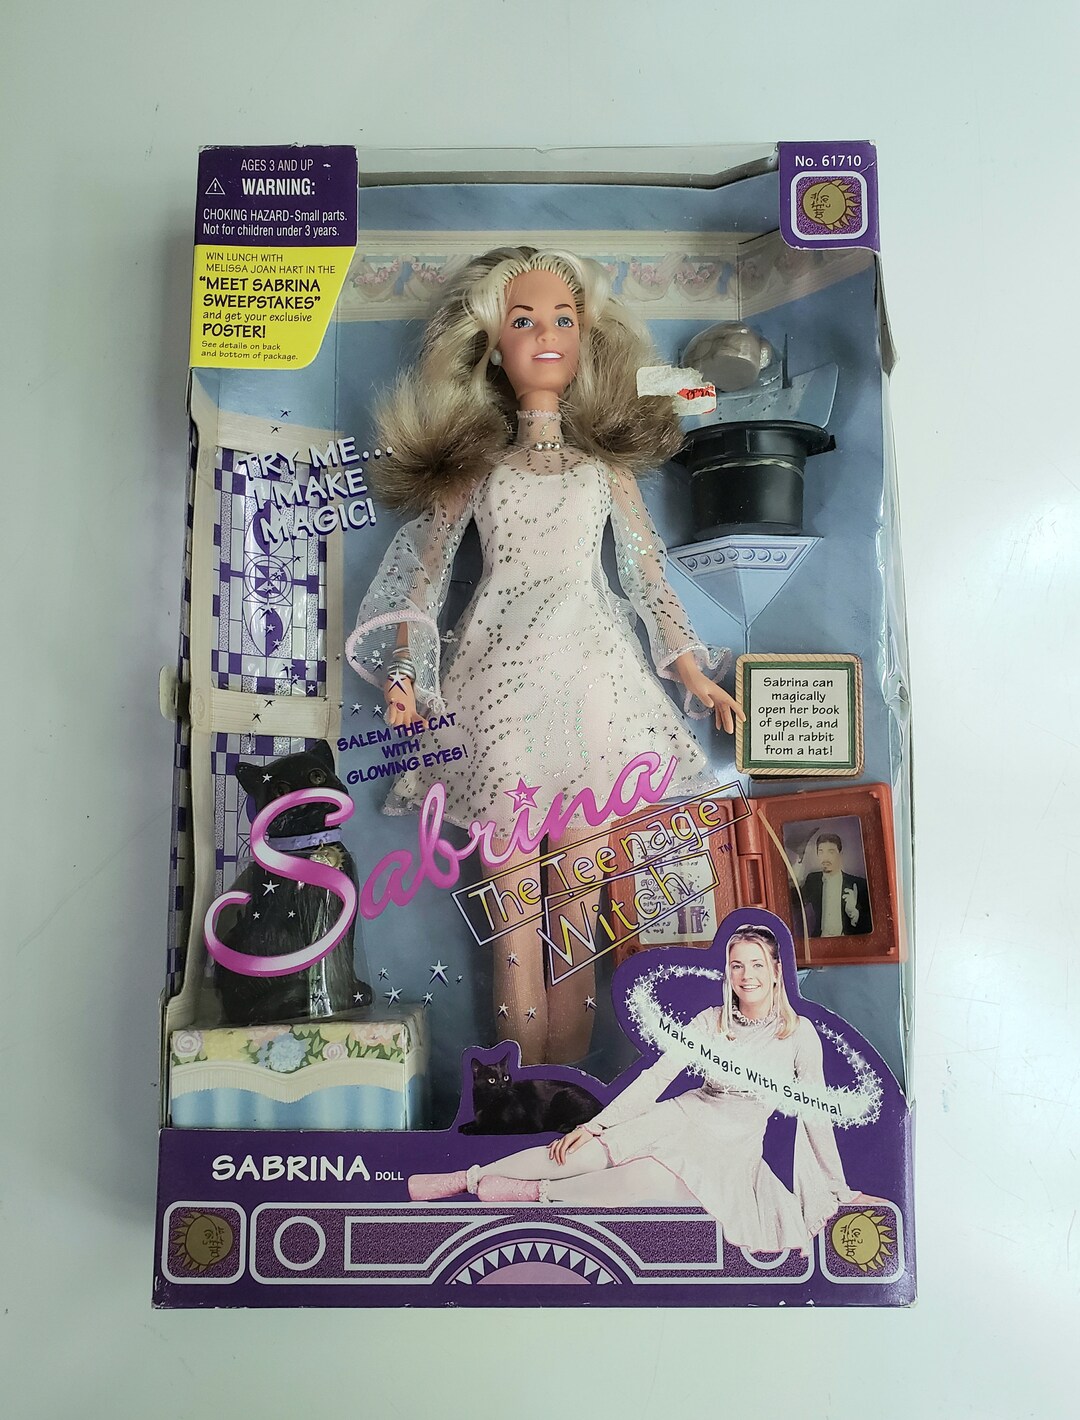 AGES 3 AND UP
WARNING:
CHOKING HAZARD-Small parts.
Not for children under 3 years.
WIN LUNCH WITH
MELISSA JOAN HART IN THE
"MEET SABRINA
SWEEPSTAKES"
and get your exclusive
POSTER!
See details on back
and bottom of package.
No. 61710
TRY ME...
I MAKE
MAGIC!
Sabrina can
magically
open her book
of spells, and
pull a rabbit
from a hat!
SALEM THE CAT
WITH
GLOWING EYES!
Sabrina
The Teenage
Witch
TM
Make Magic With Sabrina!
SABRINA DOLL